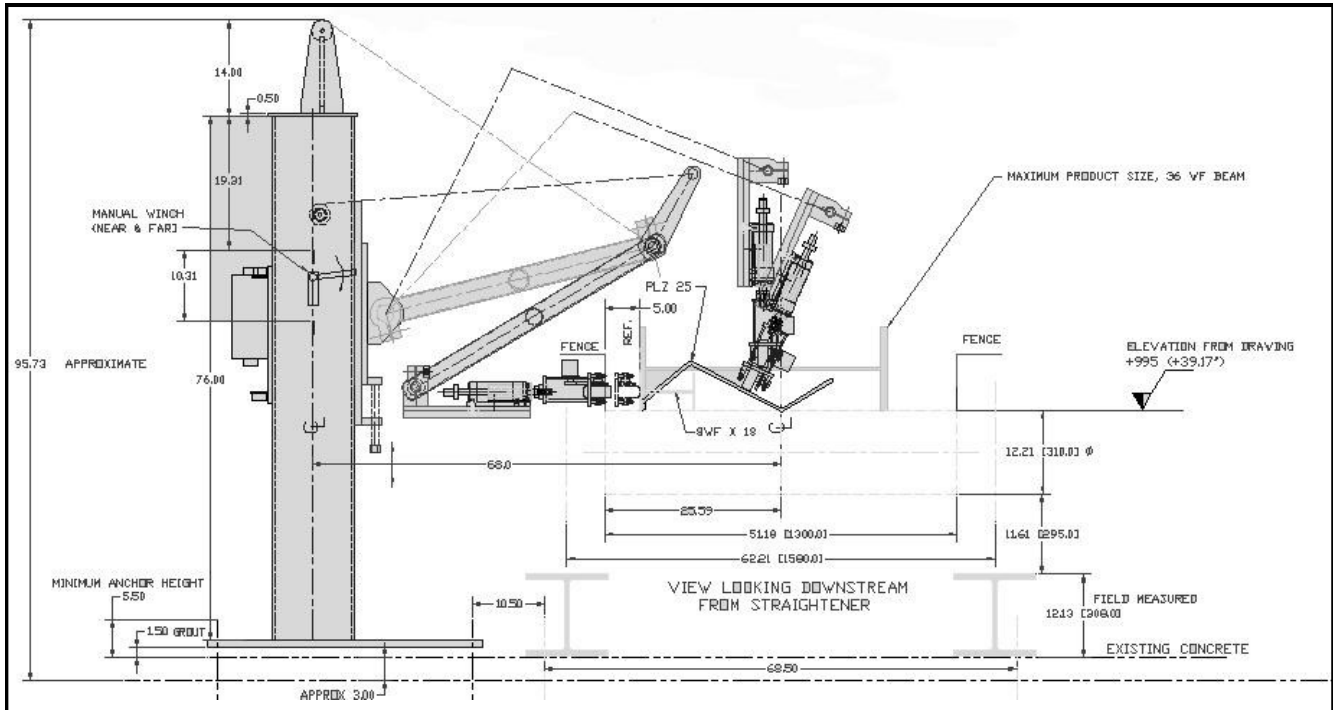 14.00
0.50
19.31
MANUAL WINCH
(NEAR & FAR)
10.31
95.73 APPROXIMATE
76.00
MAXIMUM PRODUCT SIZE, 36 WF BEAM
PLZ 25
5.00
REF.
FENCE
FENCE
ELEVATION FROM DRAWING
+995 (+39.17")
8WF X 18
68.0
12.21 [310.0] Ø
25.59
51.18 [1300.0]
11.61 [295.0]
62.21 [1580.0]
MINIMUM ANCHOR HEIGHT
5.50
VIEW LOOKING DOWNSTREAM
FROM STRAIGHTENER
10.50
FIELD MEASURED
12.13 [308.0]
1.50 GROUT
EXISTING CONCRETE
68.50
APPROX 3.00